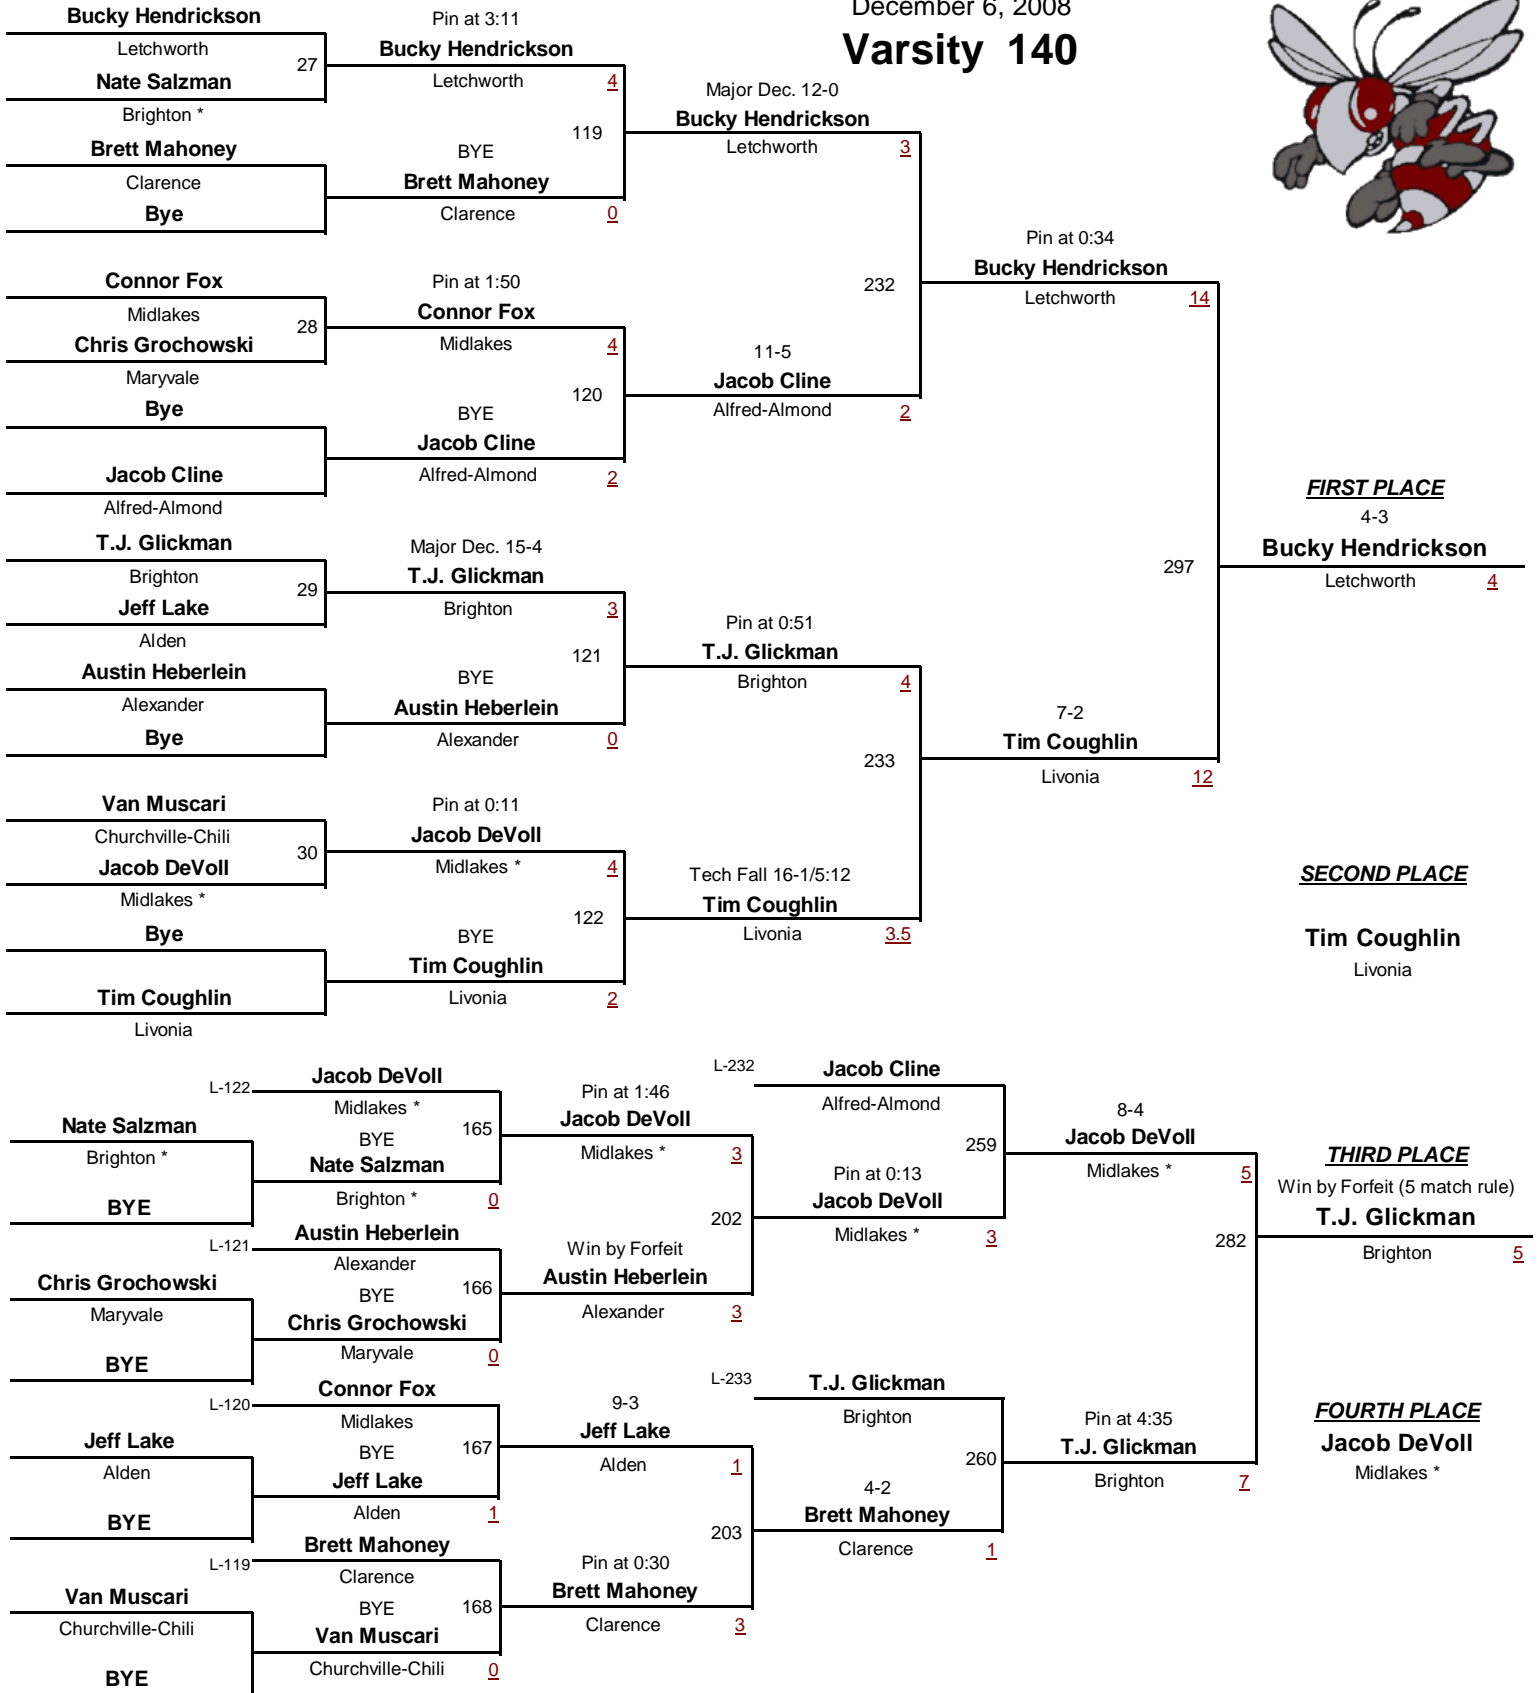 December 6, 2008
Varsity 140
Bucky Hendrickson
Letchworth
27
Nate Salzman
Brighton *
Brett Mahoney
Clarence
Bye
Connor Fox
Midlakes
28
Chris Grochowski
Maryvale
Bye
Jacob Cline
Alfred-Almond
T.J. Glickman
Brighton
29
Jeff Lake
Alden
Austin Heberlein
Alexander
Bye
Van Muscari
Churchville-Chili
30
Jacob DeVoll
Midlakes *
Bye
Tim Coughlin
Livonia
Pin at 3:11
Bucky Hendrickson
Letchworth 4
119
BYE
Brett Mahoney
Clarence 0
Pin at 1:50
Connor Fox
Midlakes 4
120
BYE
Jacob Cline
Alfred-Almond 2
Major Dec. 15-4
T.J. Glickman
Brighton 3
121
BYE
Austin Heberlein
Alexander 0
Pin at 0:11
Jacob DeVoll
Midlakes * 4
122
BYE
Tim Coughlin
Livonia 2
Major Dec. 12-0
Bucky Hendrickson
Letchworth 3
232
11-5
Jacob Cline
Alfred-Almond 2
Pin at 0:51
T.J. Glickman
Brighton 4
233
Tech Fall 16-1/5:12
Tim Coughlin
Livonia 3.5
Pin at 0:34
Bucky Hendrickson
Letchworth 14
297
7-2
Tim Coughlin
Livonia 12
FIRST PLACE
4-3
Bucky Hendrickson
Letchworth 4
SECOND PLACE
Tim Coughlin
Livonia
Nate Salzman
Brighton *
BYE
Chris Grochowski
Maryvale
BYE
Jeff Lake
Alden
BYE
Van Muscari
Churchville-Chili
BYE
L-122
Jacob DeVoll
Midlakes *
165
BYE
Nate Salzman
Brighton * 0
L-121
Austin Heberlein
Alexander
166
BYE
Chris Grochowski
Maryvale 0
L-120
Connor Fox
Midlakes
167
BYE
Jeff Lake
Alden 1
L-119
Brett Mahoney
Clarence
168
BYE
Van Muscari
Churchville-Chili 0
Pin at 1:46
Jacob DeVoll
Midlakes * 3
202
Win by Forfeit
Austin Heberlein
Alexander 3
9-3
Jeff Lake
Alden 1
203
Pin at 0:30
Brett Mahoney
Clarence 3
L-232
Jacob Cline
Alfred-Almond
259
Pin at 0:13
Jacob DeVoll
Midlakes * 3
L-233
T.J. Glickman
Brighton
260
4-2
Brett Mahoney
Clarence 1
8-4
Jacob DeVoll
Midlakes * 5
282
Pin at 4:35
T.J. Glickman
Brighton 7
THIRD PLACE
Win by Forfeit (5 match rule)
T.J. Glickman
Brighton 5
FOURTH PLACE
Jacob DeVoll
Midlakes *